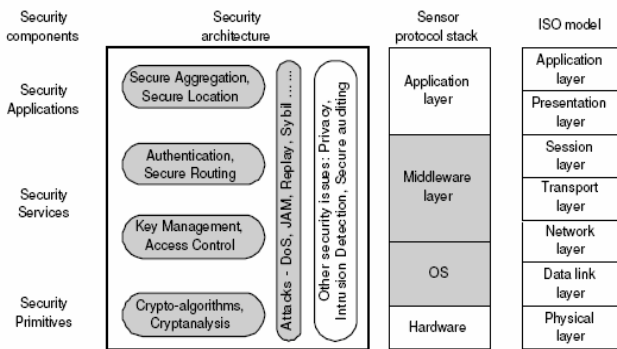 Security
components
Security
architecture
Sensor
protocol stack
ISO model
Security
Applications
Security
Services
Security
Primitives
Secure Aggregation,
Secure Location
Authentication,
Secure Routing
Key Management,
Access Control
Crypto-algorithms,
Cryptanalysis
Attacks - DoS, JAM, Replay, Sybil ... ...
Other security issues: Privacy,
Intrusion Detection, Secure auditing
Application
layer
Middleware
layer
OS
Hardware
Application
layer
Presentation
layer
Session
layer
Transport
layer
Network
layer
Data link
layer
Physical
layer